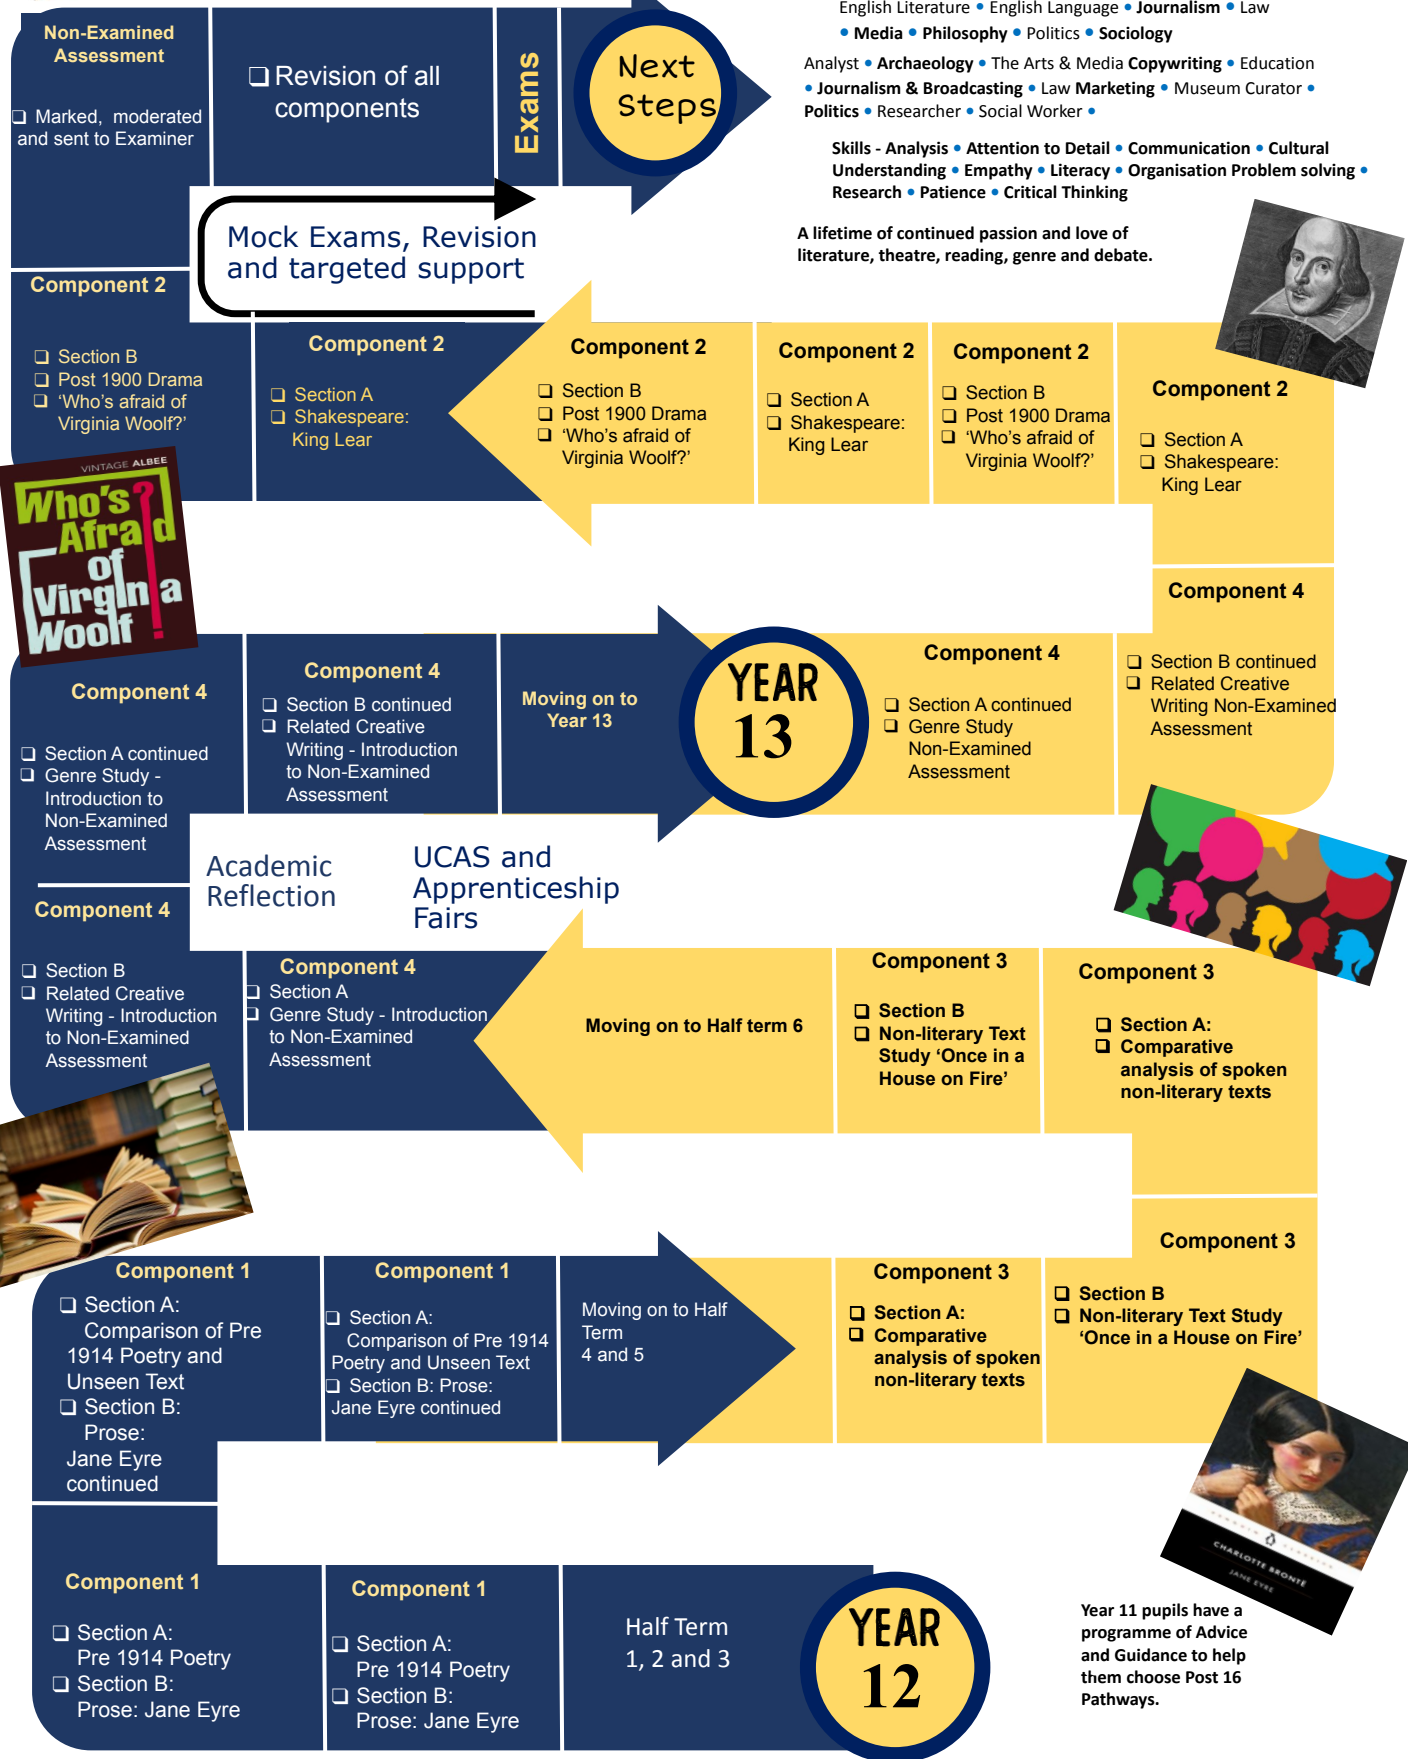 English Literature • English Language • Journalism • Law
• Media • Philosophy • Politics • Sociology
Analyst • Archaeology • The Arts & Media Copywriting • Education
• Journalism & Broadcasting • Law Marketing • Museum Curator •
Politics • Researcher • Social Worker •
Skills - Analysis • Attention to Detail • Communication • Cultural
Understanding • Empathy • Literacy • Organisation Problem solving •
Research • Patience • Critical Thinking
A lifetime of continued passion and love of
literature, theatre, reading, genre and debate.
Non-Examined
Assessment
❑ Marked, moderated
and sent to Examiner
❑ Revision of all
components
Exams
Next
Steps
Mock Exams, Revision
and targeted support
Component 2
❑ Section B
❑ Post 1900 Drama
❑ ‘Who’s afraid of
Virginia Woolf?’
Component 2
❑ Section A
❑ Shakespeare:
King Lear
Component 2
❑ Section B
❑ Post 1900 Drama
❑ ‘Who’s afraid of
Virginia Woolf?’
Component 2
❑ Section A
❑ Shakespeare:
King Lear
Component 2
❑ Section B
❑ Post 1900 Drama
❑ ‘Who’s afraid of
Virginia Woolf?’
Component 2
❑ Section A
❑ Shakespeare:
King Lear
VINTAGE ALBEE
Who's
Afraid
of
Virginia
Woolf
Component 4
❑ Section A continued
❑ Genre Study -
Introduction to
Non-Examined
Assessment
Component 4
❑ Section B continued
❑ Related Creative
Writing - Introduction
to Non-Examined
Assessment
Moving on to
Year 13
YEAR
13
Component 4
❑ Section A continued
❑ Genre Study
Non-Examined
Assessment
Component 4
❑ Section B continued
❑ Related Creative
Writing Non-Examined
Assessment
Academic
Reflection
UCAS and
Apprenticeship
Fairs
Component 4
❑ Section B
❑ Related Creative
Writing - Introduction
to Non-Examined
Assessment
Component 4
❑ Section A
❑ Genre Study - Introduction
to Non-Examined
Assessment
Moving on to Half term 6
Component 3
❑ Section B
❑ Non-literary Text
Study ‘Once in a
House on Fire’
Component 3
❑ Section A:
❑ Comparative
analysis of spoken
non-literary texts
Component 1
❑ Section A:
Comparison of Pre
1914 Poetry and
Unseen Text
❑ Section B:
Prose:
Jane Eyre
continued
Component 1
❑ Section A:
Comparison of Pre 1914
Poetry and Unseen Text
❑ Section B: Prose:
Jane Eyre continued
Moving on to Half
Term
4 and 5
Component 3
❑ Section A:
❑ Comparative
analysis of spoken
non-literary texts
Component 3
❑ Section B
❑ Non-literary Text Study
‘Once in a House on Fire’
PENGUIN CLASSICS
CHARLOTTE BRONTË
JANE EYRE
Component 1
❑ Section A:
Pre 1914 Poetry
❑ Section B:
Prose: Jane Eyre
Component 1
❑ Section A:
Pre 1914 Poetry
❑ Section B:
Prose: Jane Eyre
Half Term
1, 2 and 3
YEAR
12
Year 11 pupils have a
programme of Advice
and Guidance to help
them choose Post 16
Pathways.